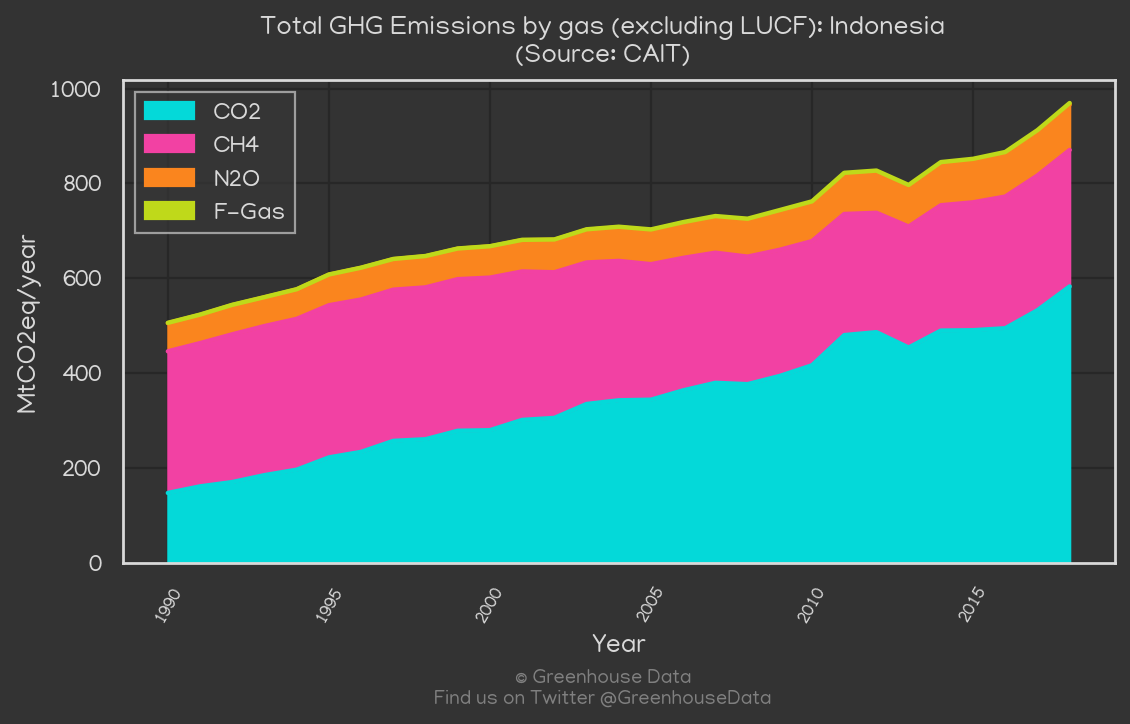 Total GHG Emissions by gas (excluding LUCF): Indonesia
(Source: CAIT)
1000
800
600
400
200
0
MtCO2eq/year
CO2
CH4
N2O
F-Gas
1990
1995
2000
2005
2010
2015
Year
© Greenhouse Data
Find us on Twitter @GreenhouseData